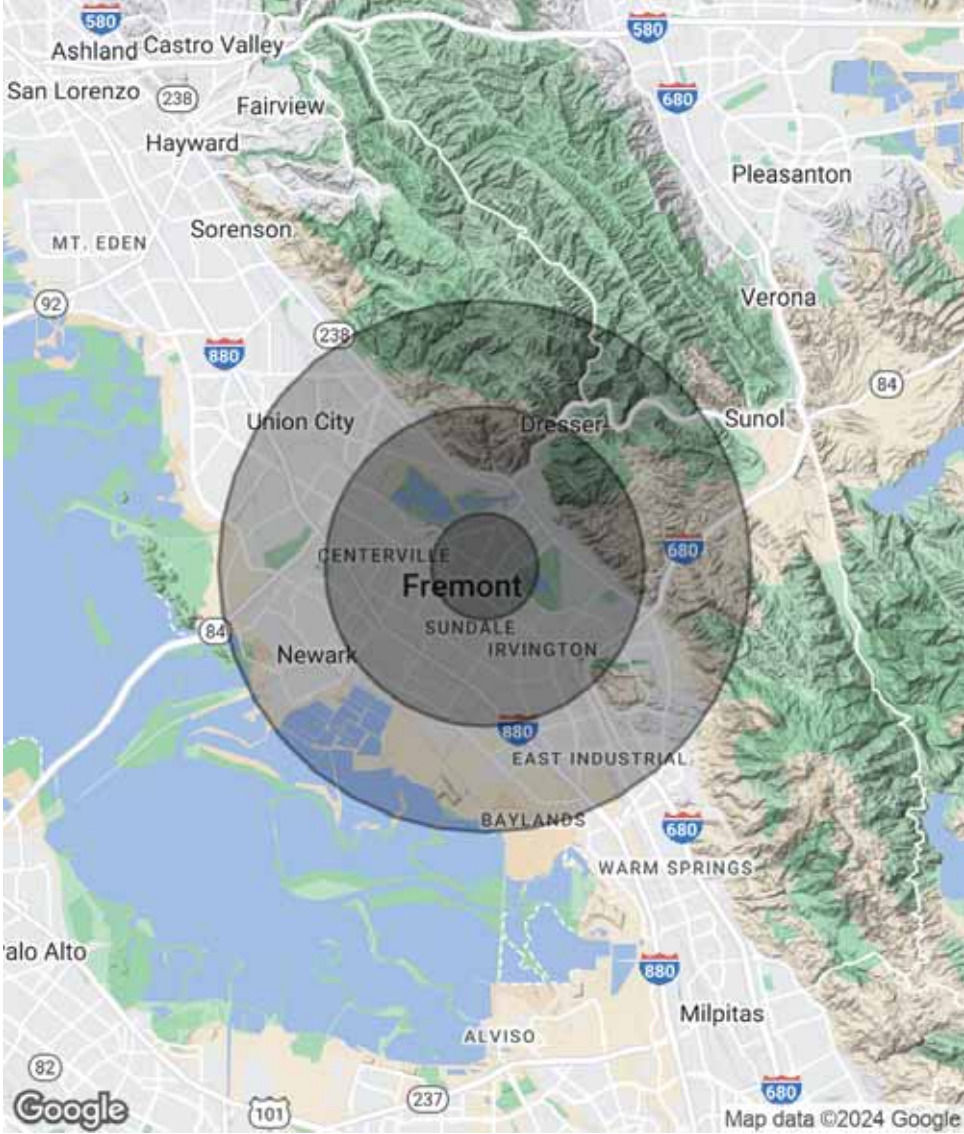 580
580
Ashland
Castro Valley
San Lorenzo
238
680
Fairview
Hayward
Pleasanton
Sorenson
MT. EDEN
Verona
92
238
880
84
Union City
Dresser
Sunol
CENTERVILLE
680
Fremont
84
SUNDALE
Newark
IRVINGTON
880
EAST INDUSTRIAL
BAYLANDS
680
WARM SPRINGS
alo Alto
880
Milpitas
ALVISO
82
237
680
Google
101
Map data ©2024 Google